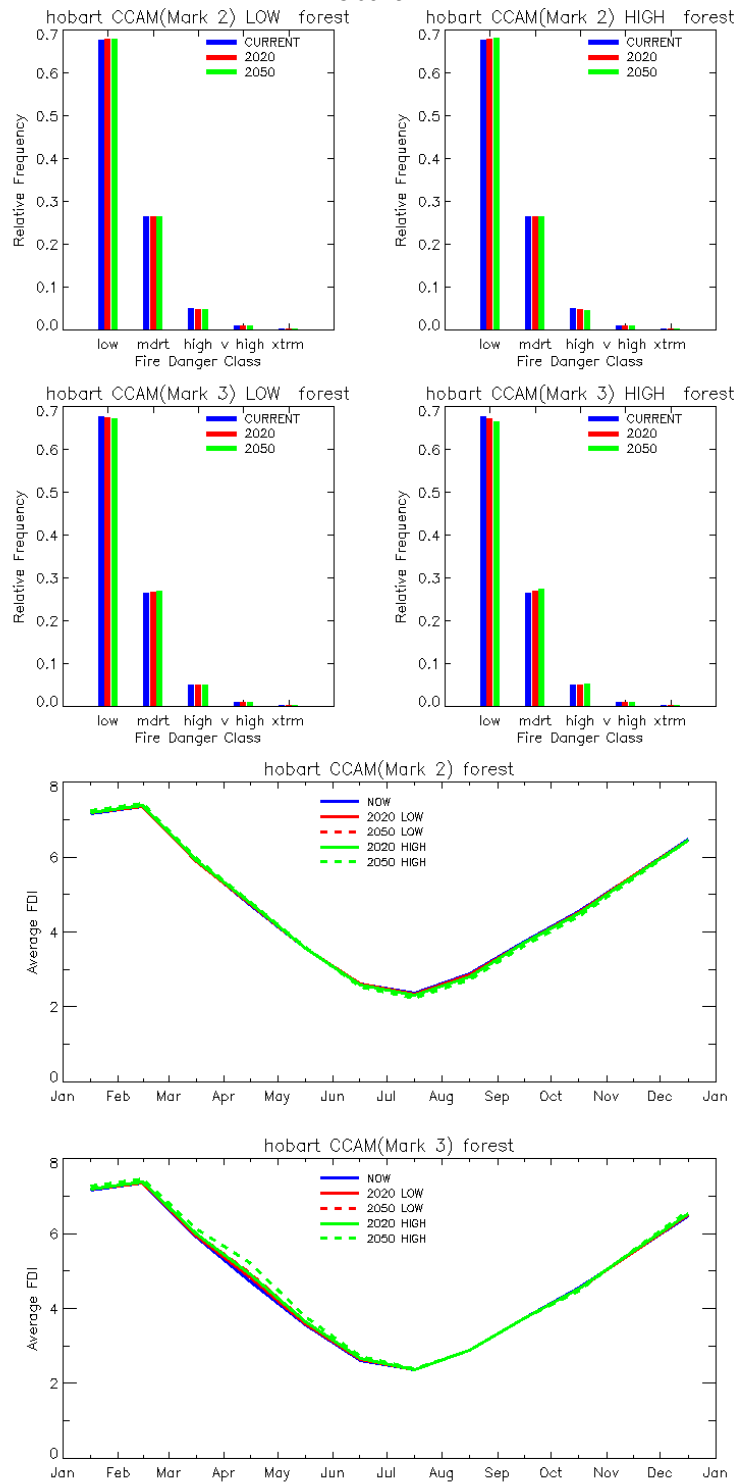 hobart CCAM(Mark 2) LOW forest
CURRENT
2020
2050
Relative Frequency
0.7
0.6
0.5
0.4
0.3
0.2
0.1
0.0
low mdrt high v high xtrm
Fire Danger Class
hobart CCAM(Mark 2) HIGH forest
CURRENT
2020
2050
Relative Frequency
0.7
0.6
0.5
0.4
0.3
0.2
0.1
0.0
low mdrt high v high xtrm
Fire Danger Class
hobart CCAM(Mark 3) LOW forest
CURRENT
2020
2050
Relative Frequency
0.7
0.6
0.5
0.4
0.3
0.2
0.1
0.0
low mdrt high v high xtrm
Fire Danger Class
hobart CCAM(Mark 3) HIGH forest
CURRENT
2020
2050
Relative Frequency
0.7
0.6
0.5
0.4
0.3
0.2
0.1
0.0
low mdrt high v high xtrm
Fire Danger Class
hobart CCAM(Mark 2) forest
NOW
2020 LOW
2050 LOW
2020 HIGH
2050 HIGH
Average FDI
8
6
4
2
0
Jan Feb Mar Apr May Jun Jul Aug Sep Oct Nov Dec Jan
hobart CCAM(Mark 3) forest
NOW
2020 LOW
2050 LOW
2020 HIGH
2050 HIGH
Average FDI
8
6
4
2
0
Jan Feb Mar Apr May Jun Jul Aug Sep Oct Nov Dec Jan